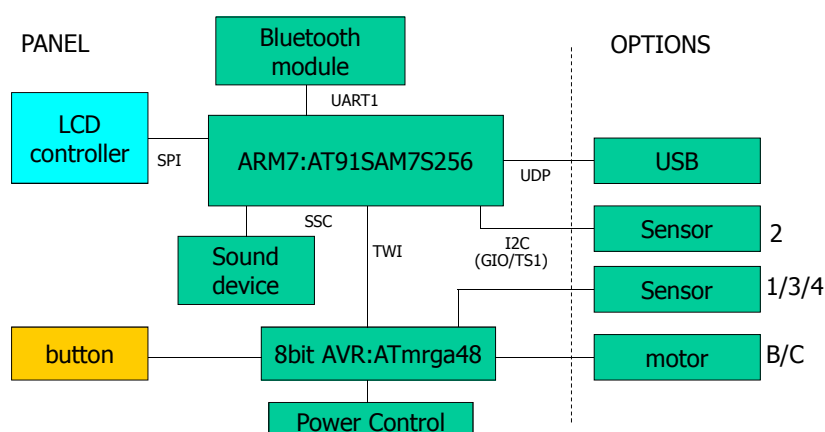 PANEL
Bluetooth
module
OPTIONS
UART1
LCD
controller
SPI
ARM7:AT91SAM7S256
UDP
USB
SSC
TWI
I2C
(GIO/TS1)
Sensor
2
Sound
device
Sensor
1/3/4
button
8bit AVR:ATmrga48
motor
B/C
Power Control